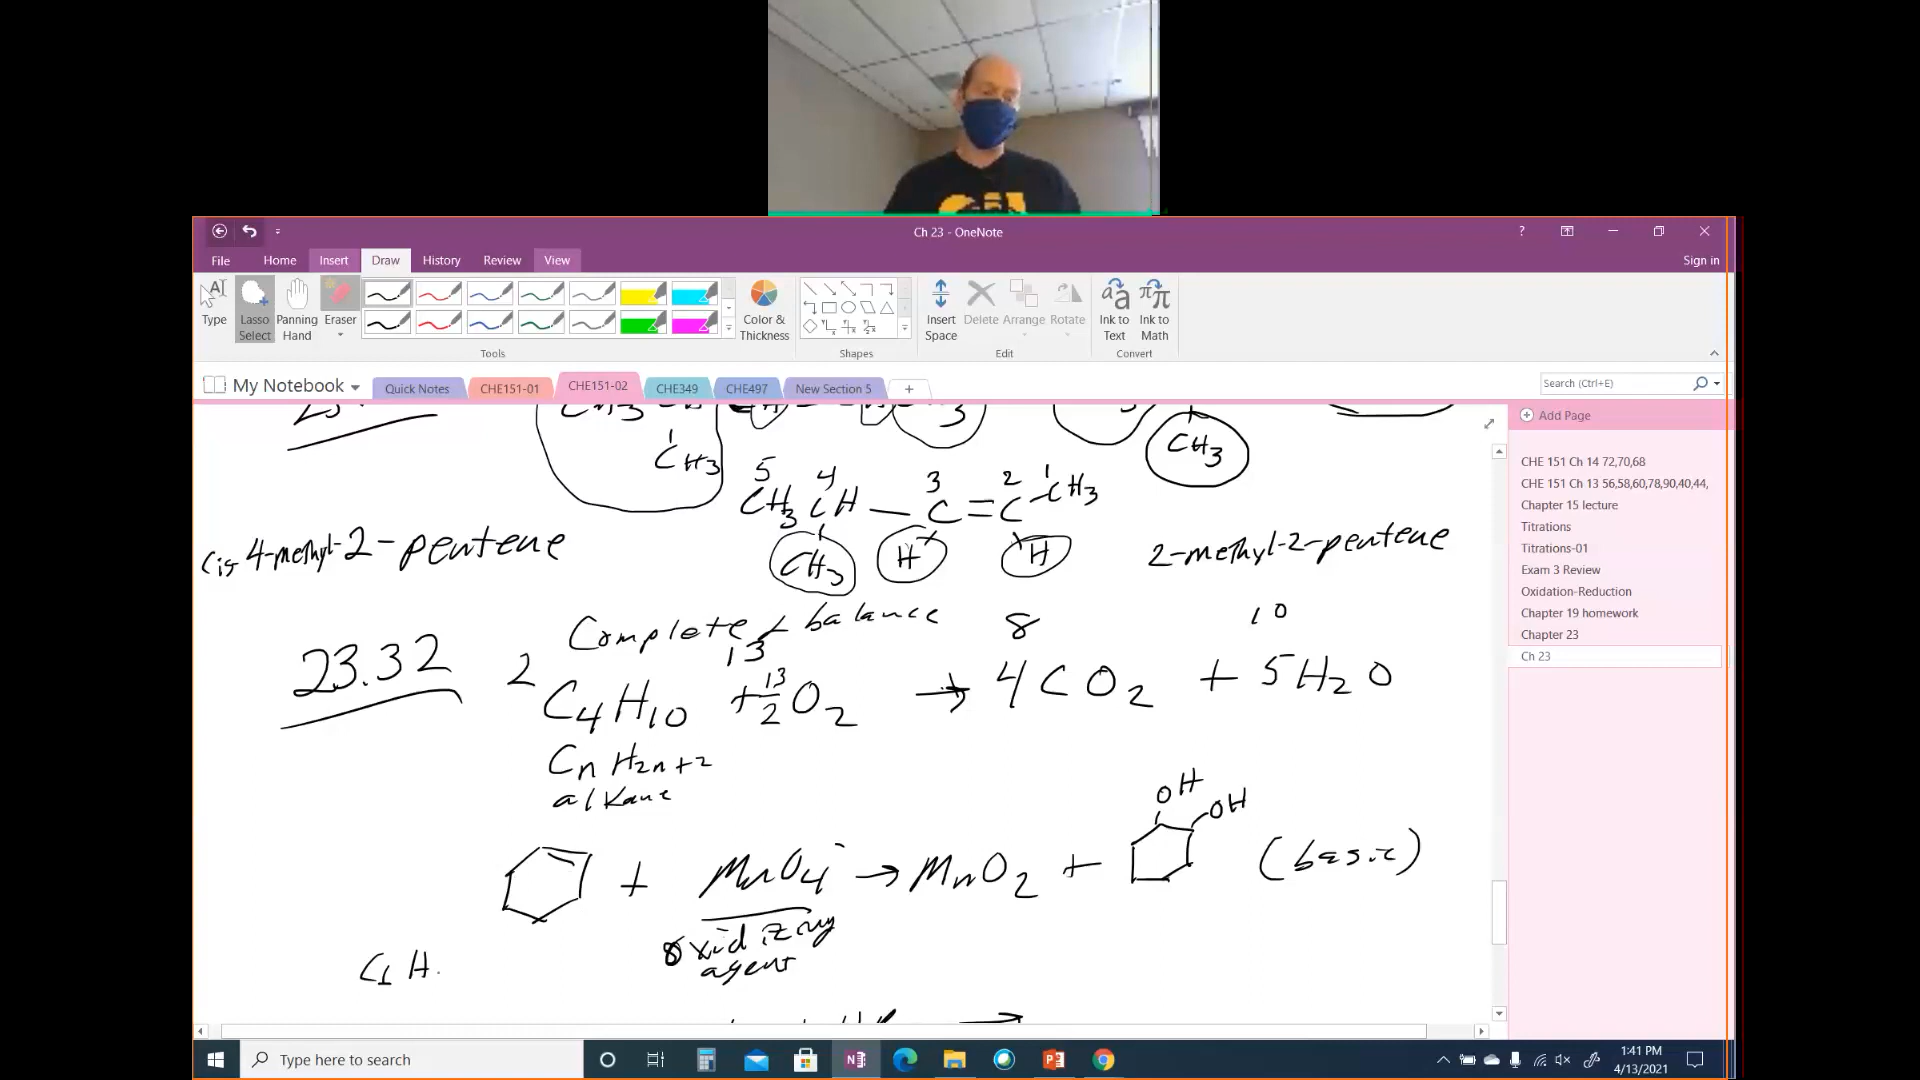 Ch 23 - OneNote
?
File Home Insert Draw History Review View
Sign in
Type Lasso Select Panning Hand Eraser Color & Thickness Insert Space Delete Arrange Rotate Ink to Text Ink to Math
Tools Shapes Edit Convert
My Notebook Quick Notes CHE151-01 CHE151-02 CHE349 CHE497 New Section 5 +
Search (Ctrl+E)
Add Page
CHE 151 Ch 14 72,70,68
CHE 151 Ch 13 56,58,60,78,90,40,44,
Chapter 15 lecture
Titrations
Titrations-01
Exam 3 Review
Oxidation-Reduction
Chapter 19 homework
Chapter 23
Ch 23
CH3 CH3
5 4 3 2 1
CH3 CH — C = C - CH3
CH3 H H
cis 4-methyl-2-pentene
2-methyl-2-pentene
Complete + balance
23.32
13 8 10
2 C4H10 + 13/2 O2 → 4CO2 + 5H2O
CnH2n+2
alkane
OH OH
+ MnO4- → MnO2 + (basic)
oxidizing
agent
Type here to search
1:41 PM
4/13/2021